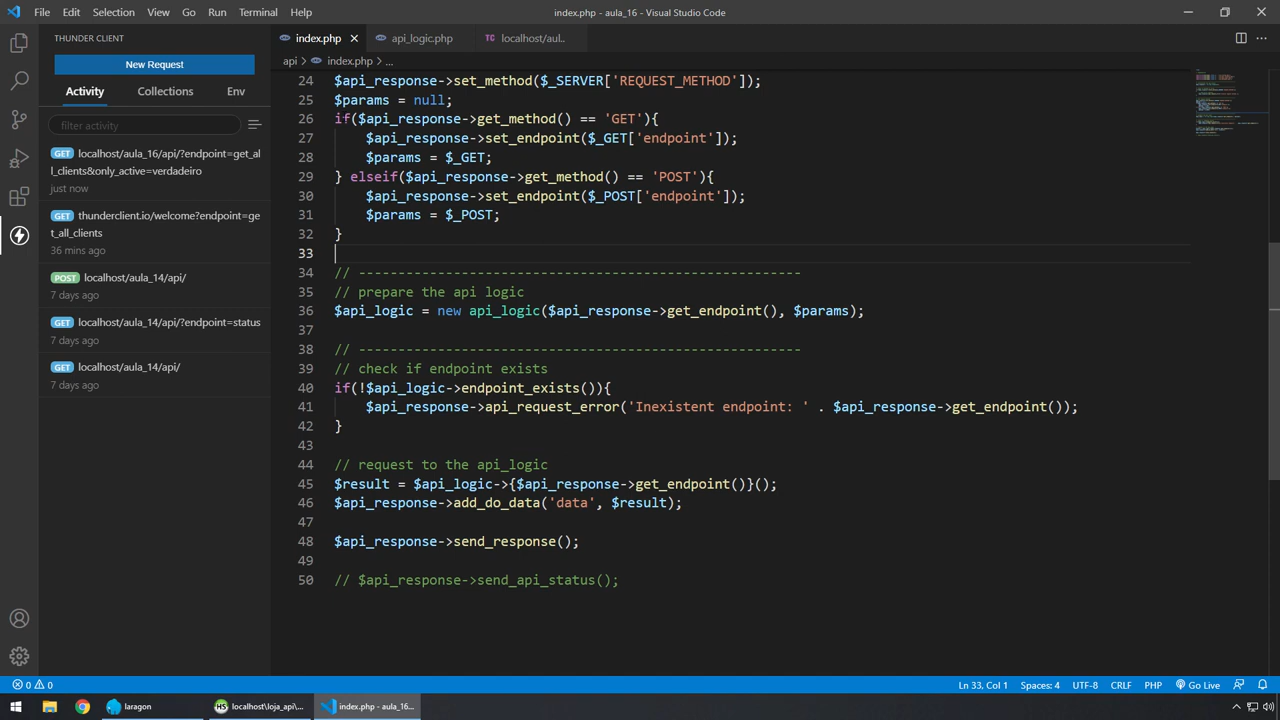 File Edit Selection View Go Run Terminal Help
index.php - aula_16 - Visual Studio Code
THUNDER CLIENT
New Request
Activity Collections Env
filter activity
GET localhost/aula_16/api/?endpoint=get_al
l_clients&only_active=verdadeiro
just now
GET thunderclient.io/welcome?endpoint=ge
t_all_clients
36 mins ago
POST localhost/aula_14/api/
7 days ago
GET localhost/aula_14/api/?endpoint=status
7 days ago
GET localhost/aula_14/api/
7 days ago
index.php api_logic.php TC localhost/aul..
api > index.php > ...
24 $api_response->set_method($_SERVER['REQUEST_METHOD']);
25 $params = null;
26 if($api_response->get_method() == 'GET'){
27     $api_response->set_endpoint($_GET['endpoint']);
28     $params = $_GET;
29 } elseif($api_response->get_method() == 'POST'){
30     $api_response->set_endpoint($_POST['endpoint']);
31     $params = $_POST;
32 }
33
34 // --------------------------------------------------------
35 // prepare the api logic
36 $api_logic = new api_logic($api_response->get_endpoint(), $params);
37
38 // --------------------------------------------------------
39 // check if endpoint exists
40 if(!$api_logic->endpoint_exists()){
41     $api_response->api_request_error('Inexistent endpoint: ' . $api_response->get_endpoint());
42 }
43
44 // request to the api_logic
45 $result = $api_logic->{$api_response->get_endpoint()}();
46 $api_response->add_do_data('data', $result);
47
48 $api_response->send_response();
49
50 // $api_response->send_api_status();
0 0
Ln 33, Col 1 Spaces: 4 UTF-8 CRLF PHP Go Live
laragon
HS localhost\loja_api\...
index.php - aula_16...